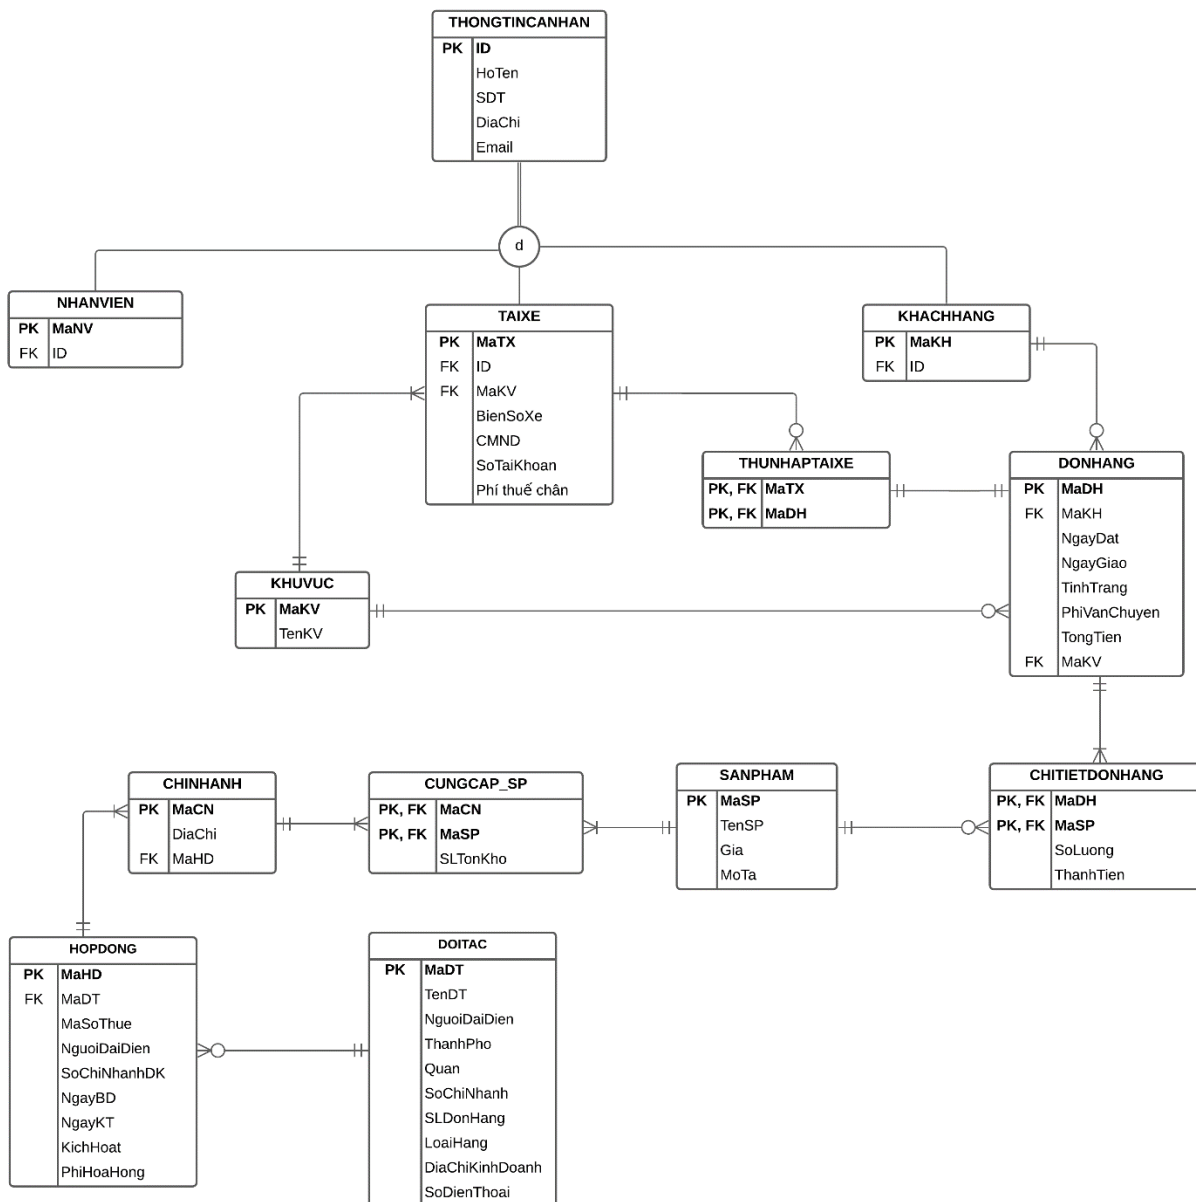 THONGTINCANHAN
PK ID
HoTen
SDT
DiaChi
Email
d
NHANVIEN
PK MaNV
FK ID
TAIXE
PK MaTX
FK ID
FK MaKV
BienSoXe
CMND
SoTaiKhoan
Phí thuế chân
KHACHHANG
PK MaKH
FK ID
THUNHAPTAIXE
PK, FK MaTX
PK, FK MaDH
DONHANG
PK MaDH
FK MaKH
NgayDat
NgayGiao
TinhTrang
PhiVanChuyen
TongTien
FK MaKV
KHUVUC
PK MaKV
TenKV
CHINHANH
PK MaCN
DiaChi
FK MaHD
CUNGCAP_SP
PK, FK MaCN
PK, FK MaSP
SLTonKho
SANPHAM
PK MaSP
TenSP
Gia
MoTa
CHITIETDONHANG
PK, FK MaDH
PK, FK MaSP
SoLuong
ThanhTien
HOPDONG
PK MaHD
FK MaDT
MaSoThue
NguoiDaiDien
SoChiNhanhDK
NgayBD
NgayKT
KichHoat
PhiHoaHong
DOITAC
PK MaDT
TenDT
NguoiDaiDien
ThanhPho
Quan
SoChiNhanh
SLDonHang
LoaiHang
DiaChiKinhDoanh
SoDienThoai